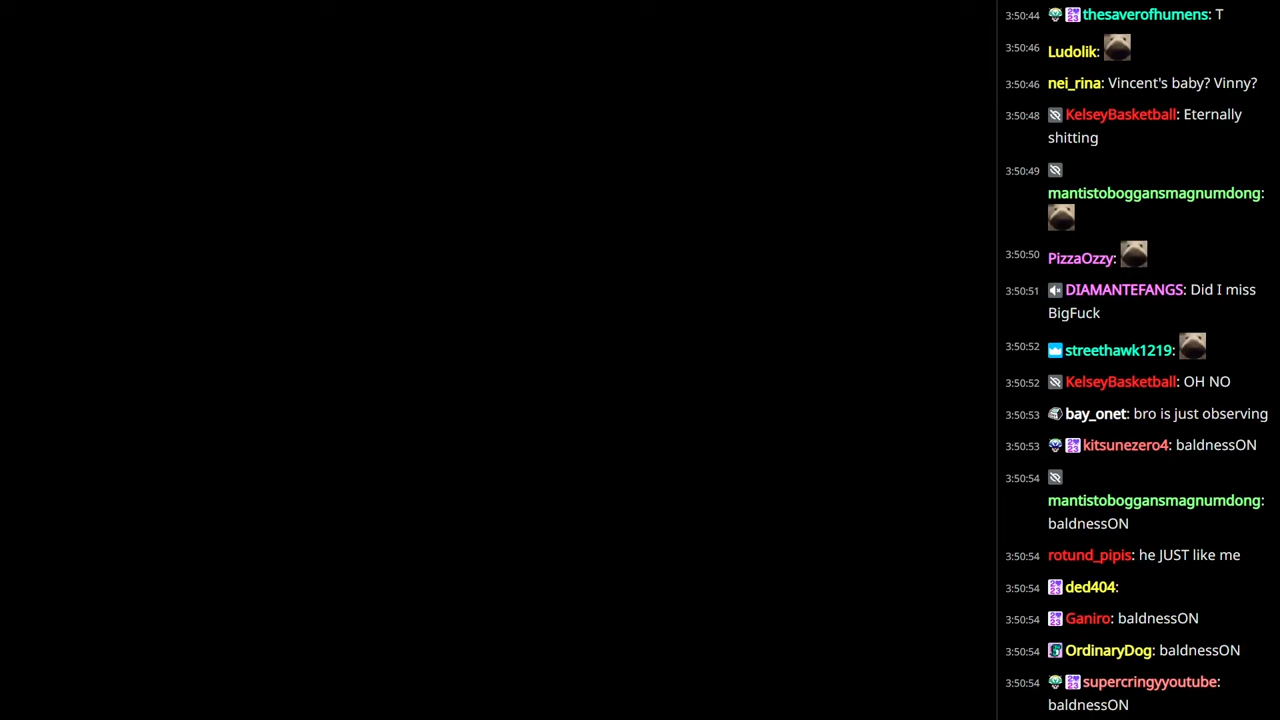 3:50:44 thesaverofhumens: T
3:50:46 Ludolik:
3:50:46 nei_rina: Vincent's baby? Vinny?
3:50:48 KelseyBasketball: Eternally
shitting
3:50:49
mantistoboggansmagnumdong:
3:50:50 PizzaOzzy:
3:50:51 DIAMANTEFANGS: Did I miss
BigFuck
3:50:52 streethawk1219:
3:50:52 KelseyBasketball: OH NO
3:50:53 bay_onet: bro is just observing
3:50:53 kitsunezero4: baldnessON
3:50:54
mantistoboggansmagnumdong:
baldnessON
3:50:54 rotund_pipis: he JUST like me
3:50:54 ded404:
3:50:54 Ganiro: baldnessON
3:50:54 OrdinaryDog: baldnessON
3:50:54 supercringyyoutube:
baldnessON